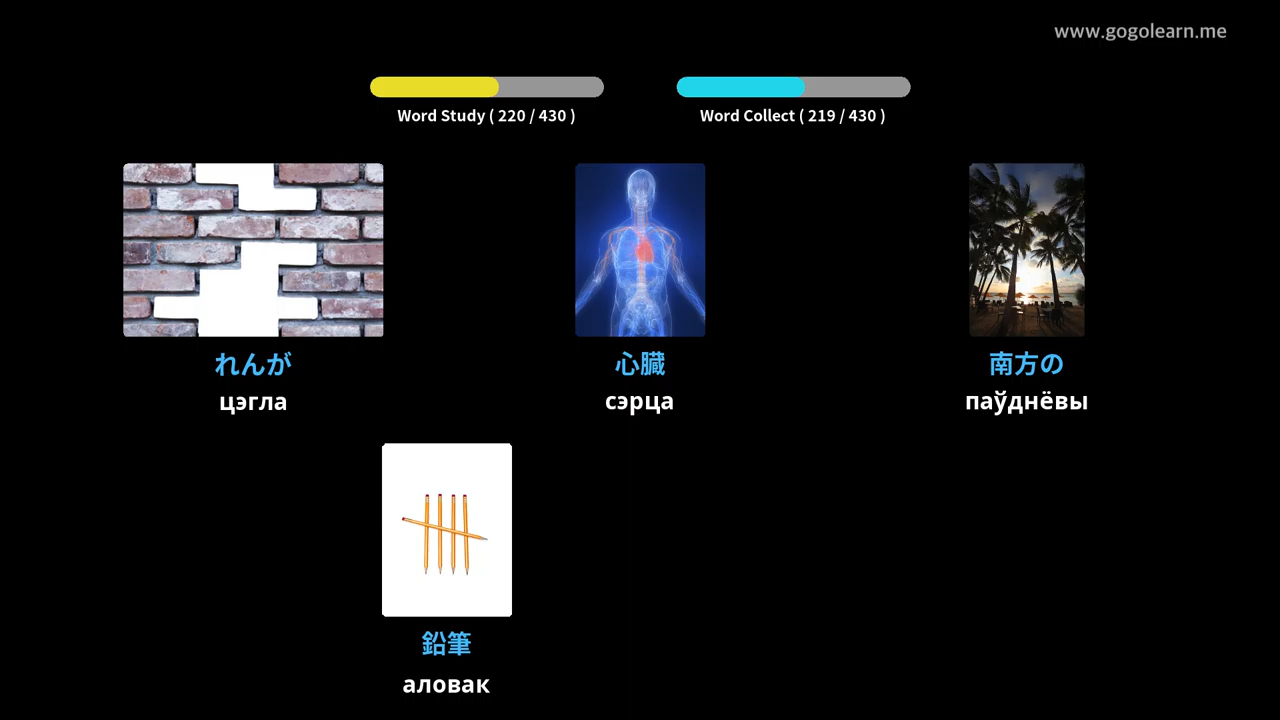 www.gogolearn.me
Word Study ( 220 / 430 )
Word Collect ( 219 / 430 )
れんが
цэгла
心臓
сэрца
南方の
паўднёвы
鉛筆
аловак